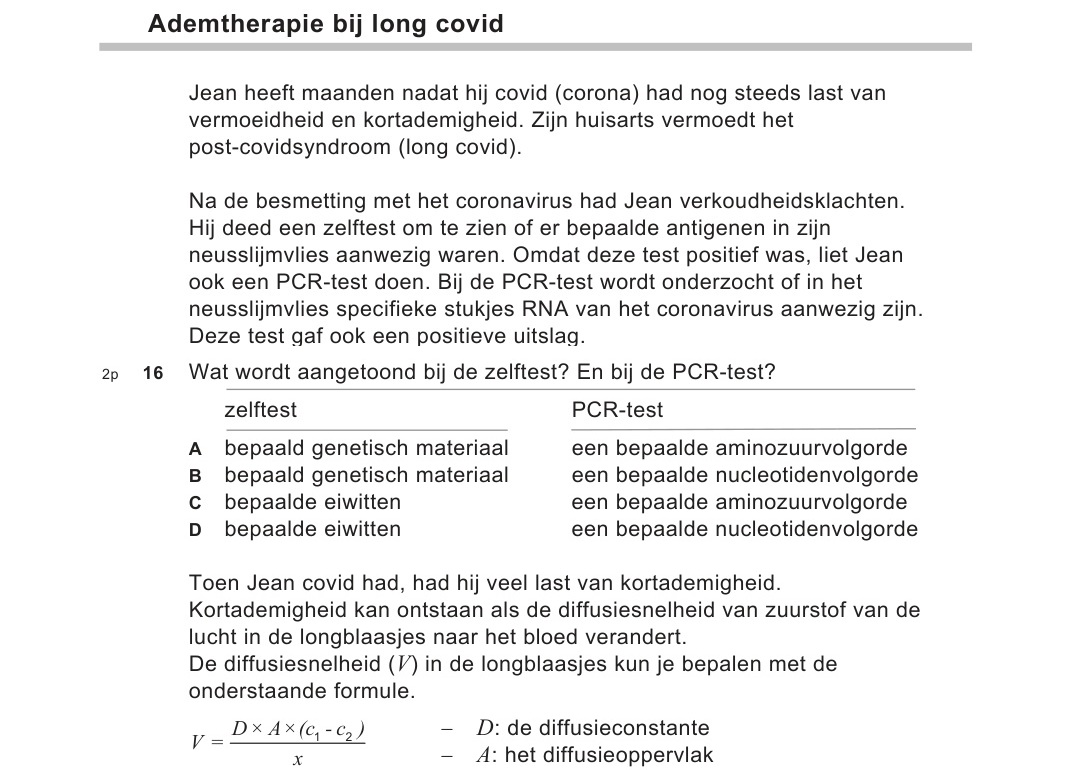 Ademtherapie bij long covid
Jean heeft maanden nadat hij covid (corona) had nog steeds last van
vermoeidheid en kortademigheid. Zijn huisarts vermoedt het
post-covidsyndroom (long covid).
Na de besmetting met het coronavirus had Jean verkoudheidsklachten.
Hij deed een zelftest om te zien of er bepaalde antigenen in zijn
neusslijmvlies aanwezig waren. Omdat deze test positief was, liet Jean
ook een PCR-test doen. Bij de PCR-test wordt onderzocht of in het
neusslijmvlies specifieke stukjes RNA van het coronavirus aanwezig zijn.
Deze test gaf ook een positieve uitslag.
2p 16 Wat wordt aangetoond bij de zelftest? En bij de PCR-test?
zelftest PCR-test
A bepaald genetisch materiaal een bepaalde aminozuurvolgorde
B bepaald genetisch materiaal een bepaalde nucleotidenvolgorde
C bepaalde eiwitten een bepaalde aminozuurvolgorde
D bepaalde eiwitten een bepaalde nucleotidenvolgorde
Toen Jean covid had, had hij veel last van kortademigheid.
Kortademigheid kan ontstaan als de diffusiesnelheid van zuurstof van de
lucht in de longblaasjes naar het bloed verandert.
De diffusiesnelheid (V) in de longblaasjes kun je bepalen met de
onderstaande formule.
V = D × A × (c₁ - c₂) / x
– D: de diffusieconstante
– A: het diffusieoppervlak